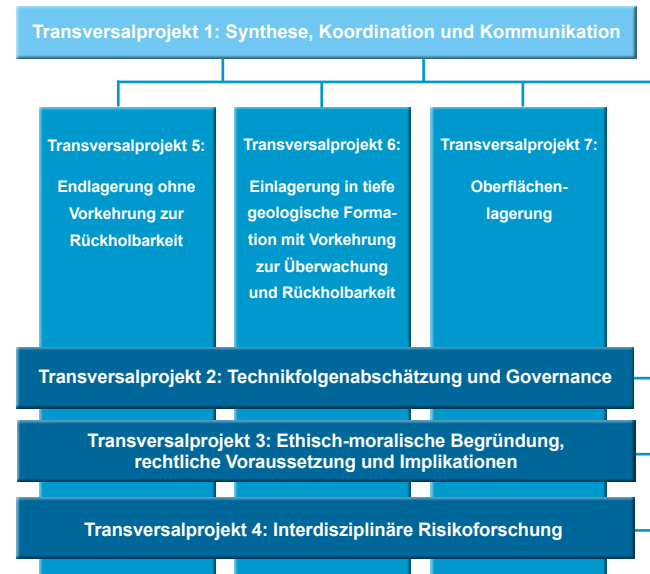 Transversalprojekt 1: Synthese, Koordination und Kommunikation
Transversalprojekt 5:
Endlagerung ohne
Vorkehrung zur
Rückholbarkeit
Transversalprojekt 6:
Einlagerung in tiefe
geologische Forma-
tion mit Vorkehrung
zur Überwachung
und Rückholbarkeit
Transversalprojekt 7:
Oberflächen-
lagerung
Transversalprojekt 2: Technikfolgenabschätzung und Governance
Transversalprojekt 3: Ethisch-moralische Begründung,
rechtliche Voraussetzung und Implikationen
Transversalprojekt 4: Interdisziplinäre Risikoforschung